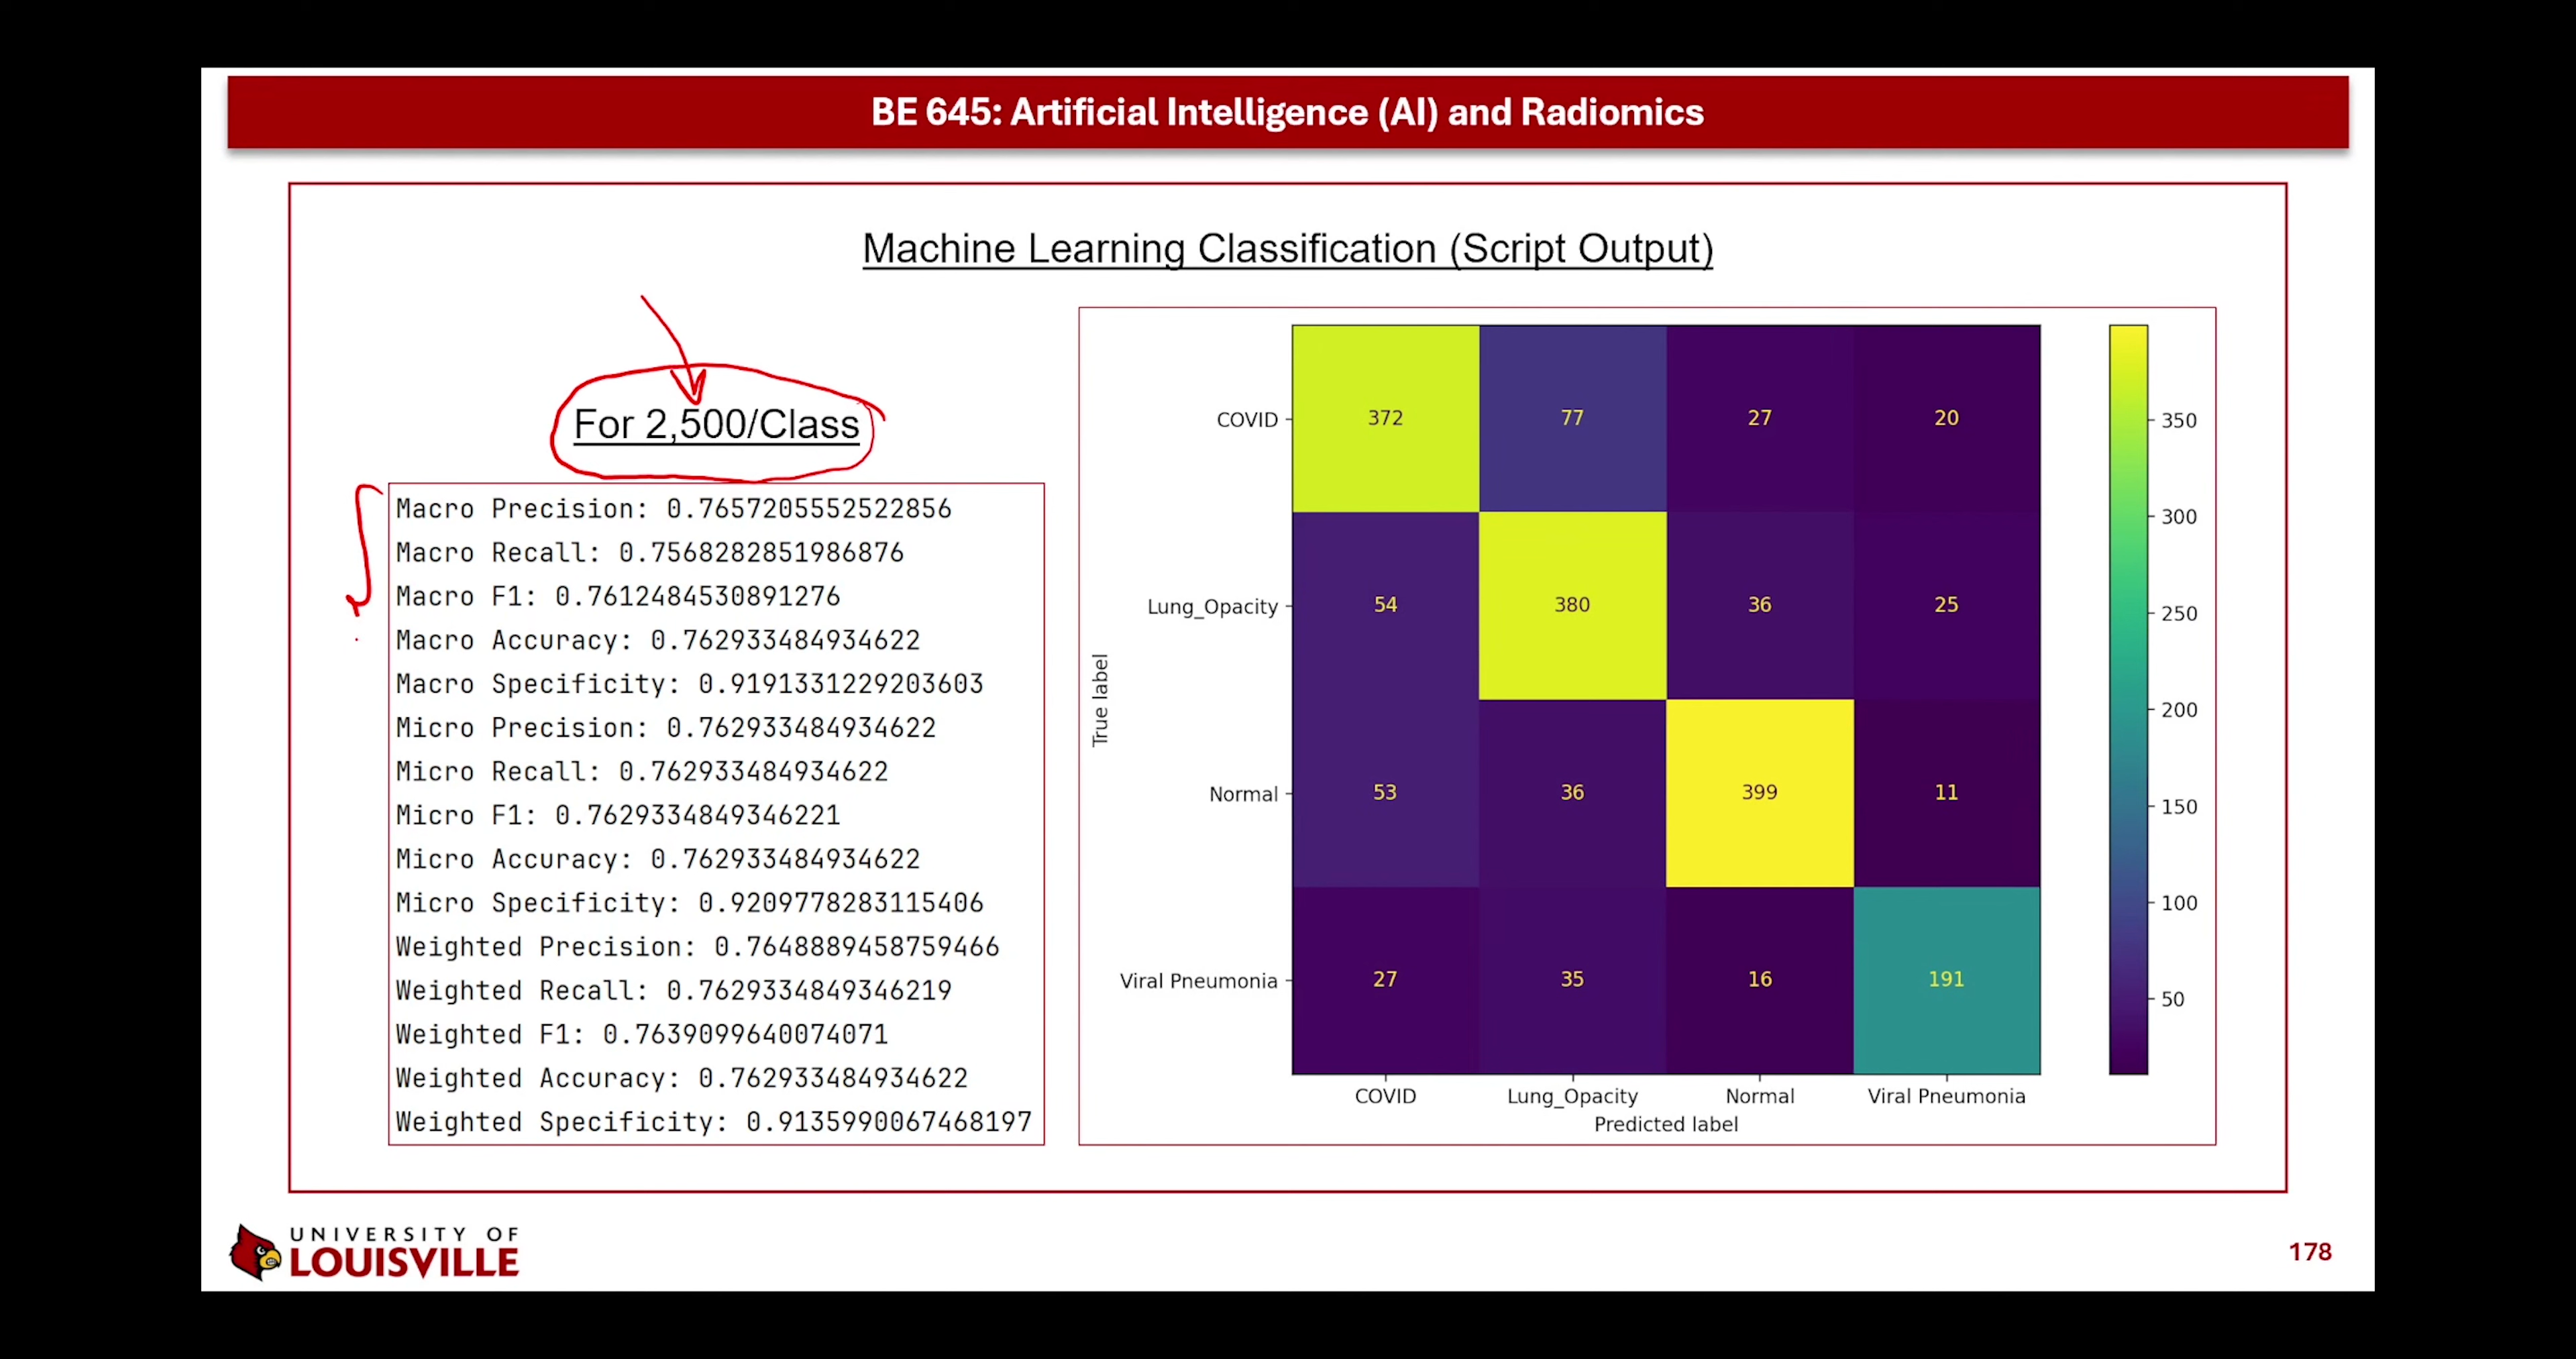 BE 645: Artificial Intelligence (AI) and Radiomics
Machine Learning Classification (Script Output)
For 2,500/Class
Macro Precision: 0.7657205552522856
Macro Recall: 0.7568282851986876
Macro F1: 0.7612484530891276
Macro Accuracy: 0.762933484934622
Macro Specificity: 0.9191331229203603
Micro Precision: 0.762933484934622
Micro Recall: 0.762933484934622
Micro F1: 0.7629334849346221
Micro Accuracy: 0.762933484934622
Micro Specificity: 0.9209778283115406
Weighted Precision: 0.7648889458759466
Weighted Recall: 0.7629334849346219
Weighted F1: 0.7639099640074071
Weighted Accuracy: 0.762933484934622
Weighted Specificity: 0.9135990067468197
True label
COVID 372 77 27 20
Lung_Opacity 54 380 36 25
Normal 53 36 399 11
Viral Pneumonia 27 35 16 191
COVID Lung_Opacity Normal Viral Pneumonia
Predicted label
350
300
250
200
150
100
50
UNIVERSITY OF
LOUISVILLE
178